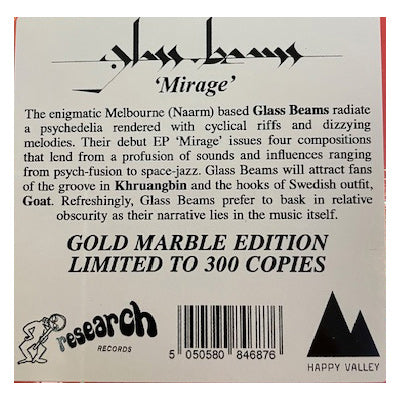 glass beams
‘Mirage’
The enigmatic Melbourne (Naarm) based Glass Beams radiate
a psychedelia rendered with cyclical riffs and dizzying
melodies. Their debut EP ‘Mirage’ issues four compositions
that lend from a profusion of sounds and influences ranging
from psych-fusion to space-jazz. Glass Beams will attract fans
of the groove in Khruangbin and the hooks of Swedish outfit,
Goat. Refreshingly, Glass Beams prefer to bask in relative
obscurity as their narrative lies in the music itself.
GOLD MARBLE EDITION
LIMITED TO 300 COPIES
research
RECORDS
5 050580 846876
HAPPY VALLEY